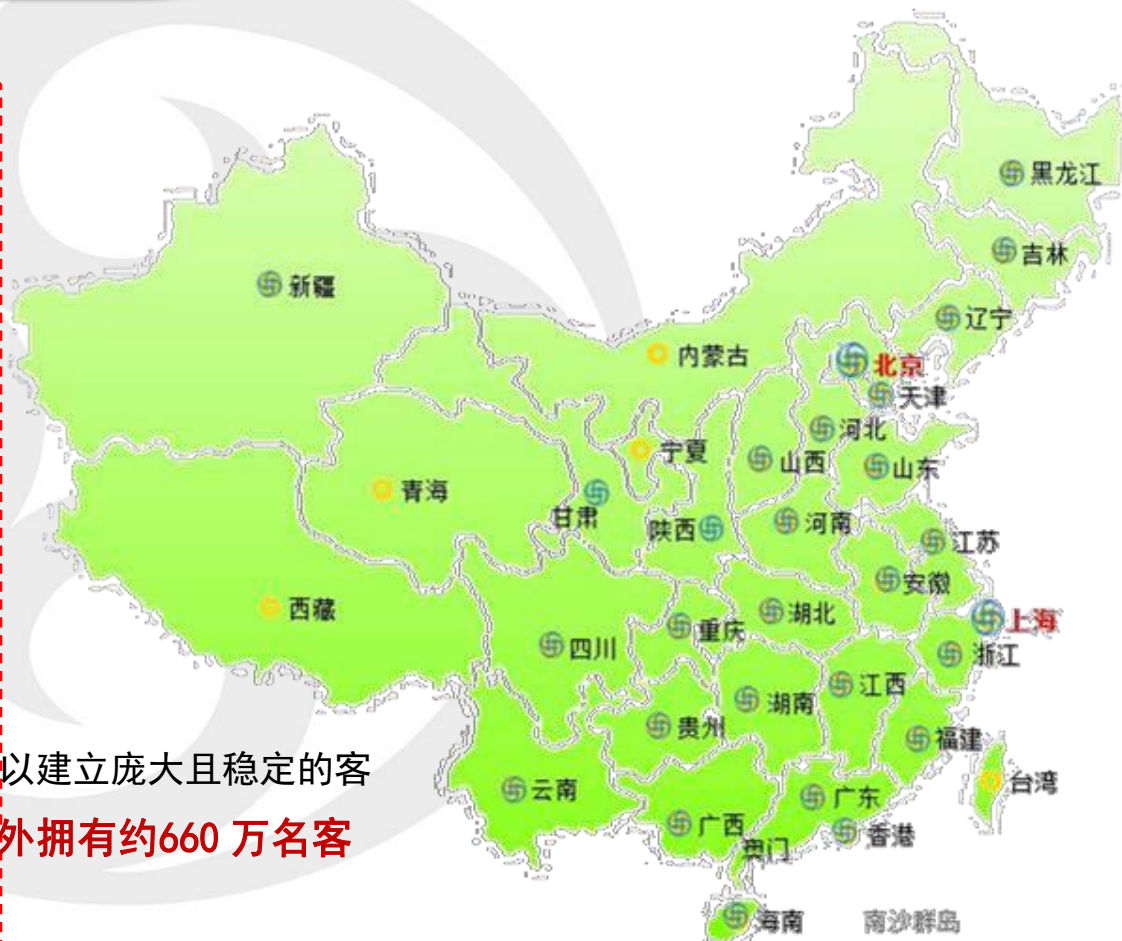 黑龙江
吉林
新疆
辽宁
内蒙古
北京
天津
河北
宁夏
山西
山东
青海
甘肃
陕西
河南
江苏
安徽
西藏
湖北
上海
重庆
四川
浙江
江西
湖南
贵州
福建
以建立庞大且稳定的客
台湾
云南
广东
外拥有约660 万名客
广西
香港
澳门
海南
南沙群岛